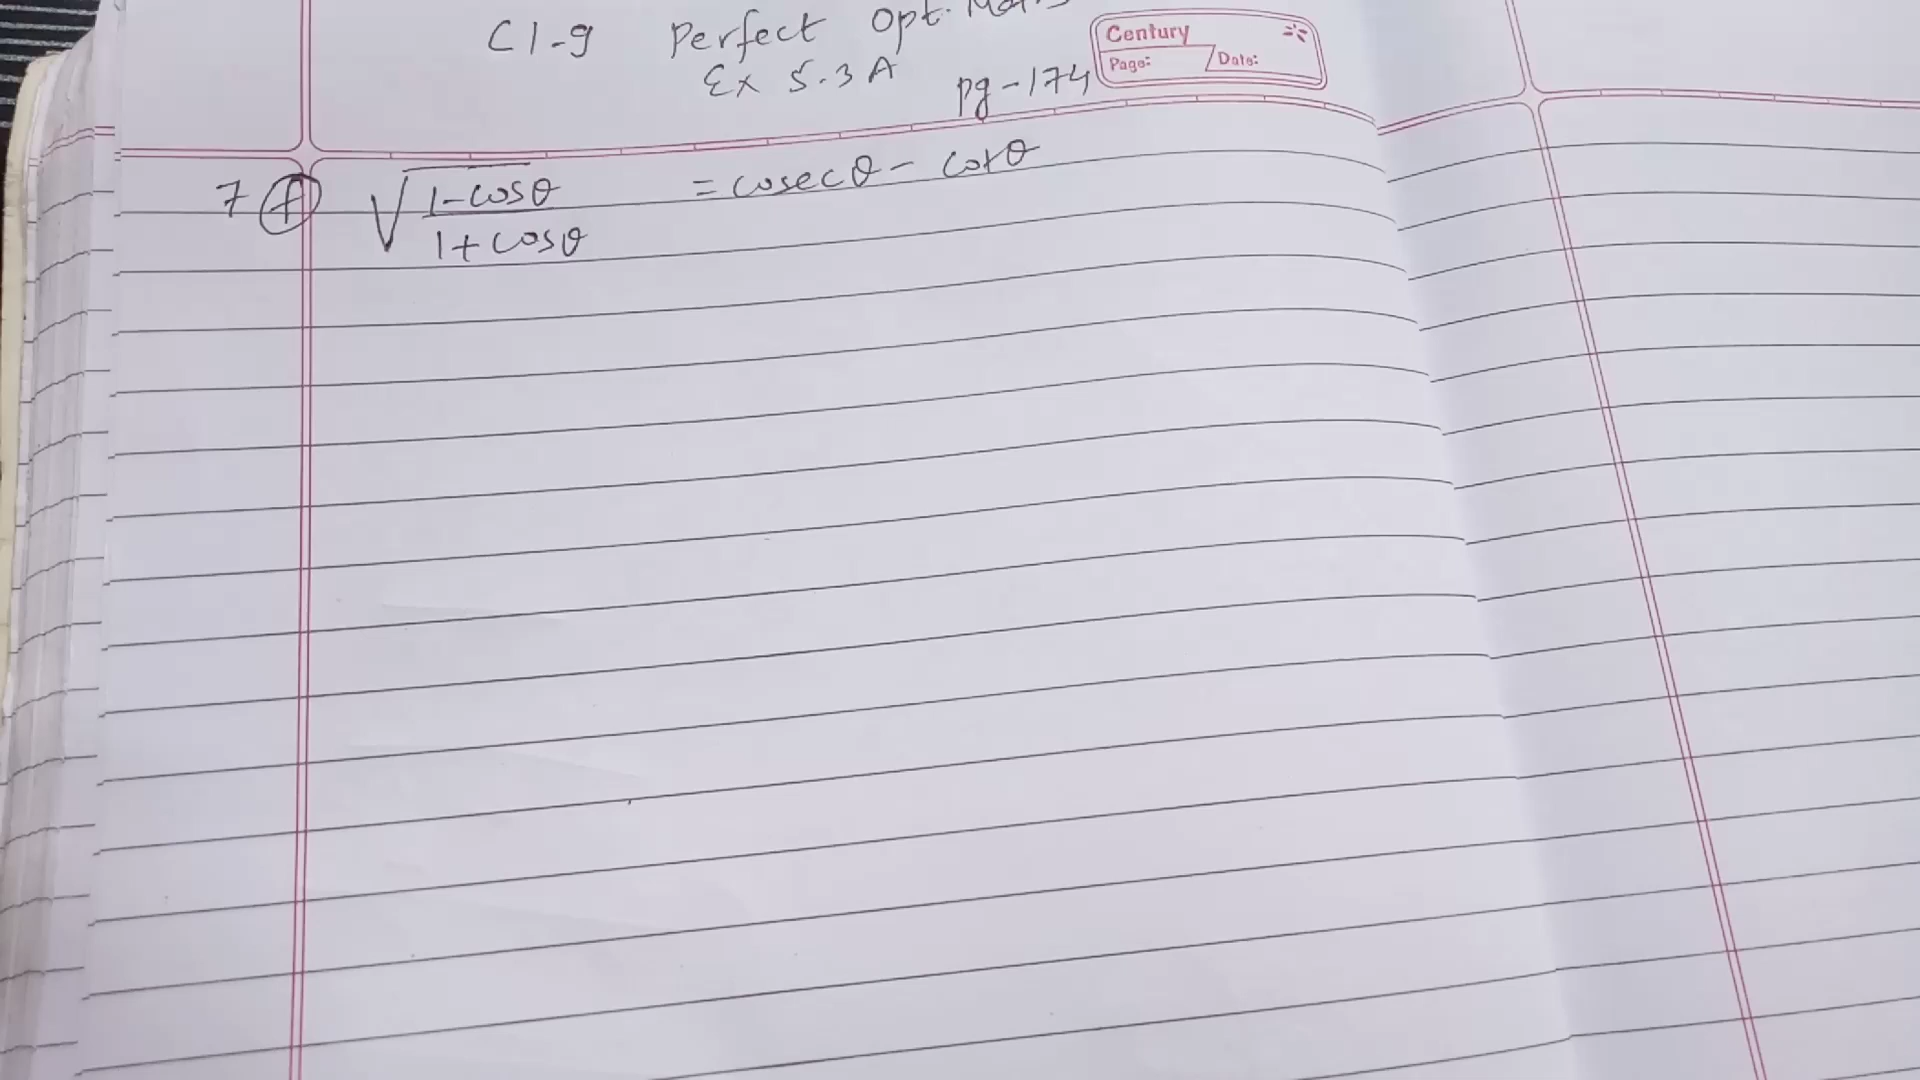 Cl-9 Perfect Opt.
Ex 5.3 A pg-174
Century
Page: Date:
7 (f) √(1-cosθ / 1+cosθ) = cosecθ - cotθ